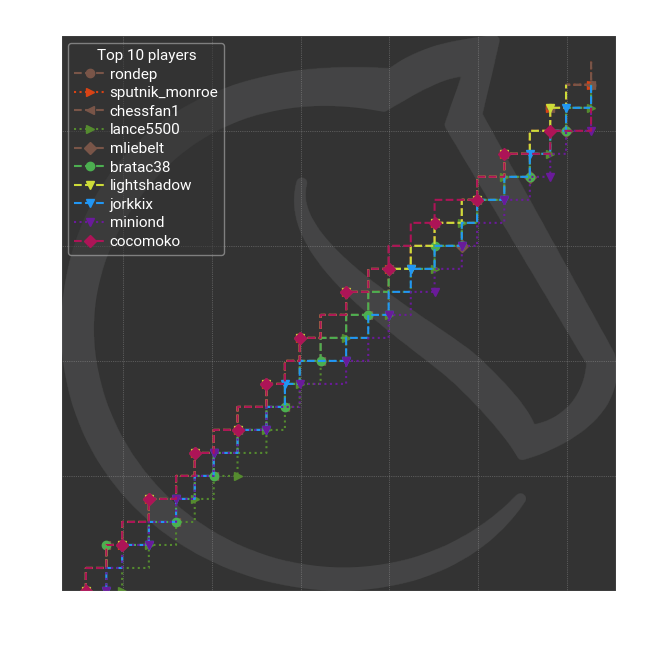 Top 10 players
rondep
sputnik_monroe
chessfan1
lance5500
mliebelt
bratac38
lightshadow
jorkkix
miniond
cocomoko